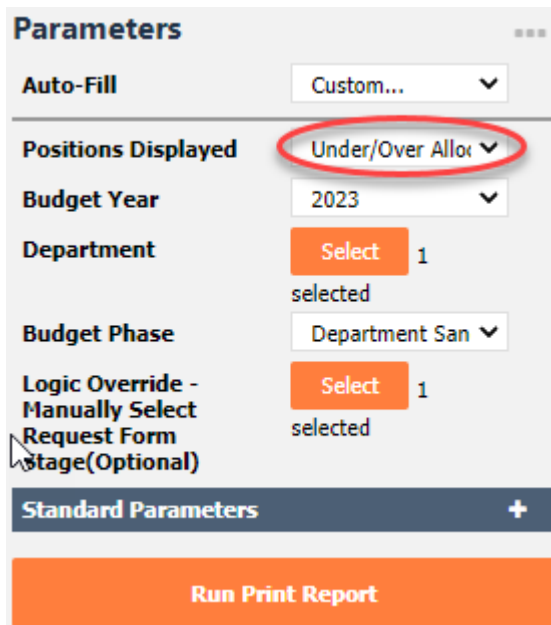 Parameters
Auto-Fill Custom...
Positions Displayed Under/Over Alloc
Budget Year 2023
Department Select 1
selected
Budget Phase Department San
Logic Override - Select 1
Manually Select selected
Request Form
Stage(Optional)
Standard Parameters +
Run Print Report